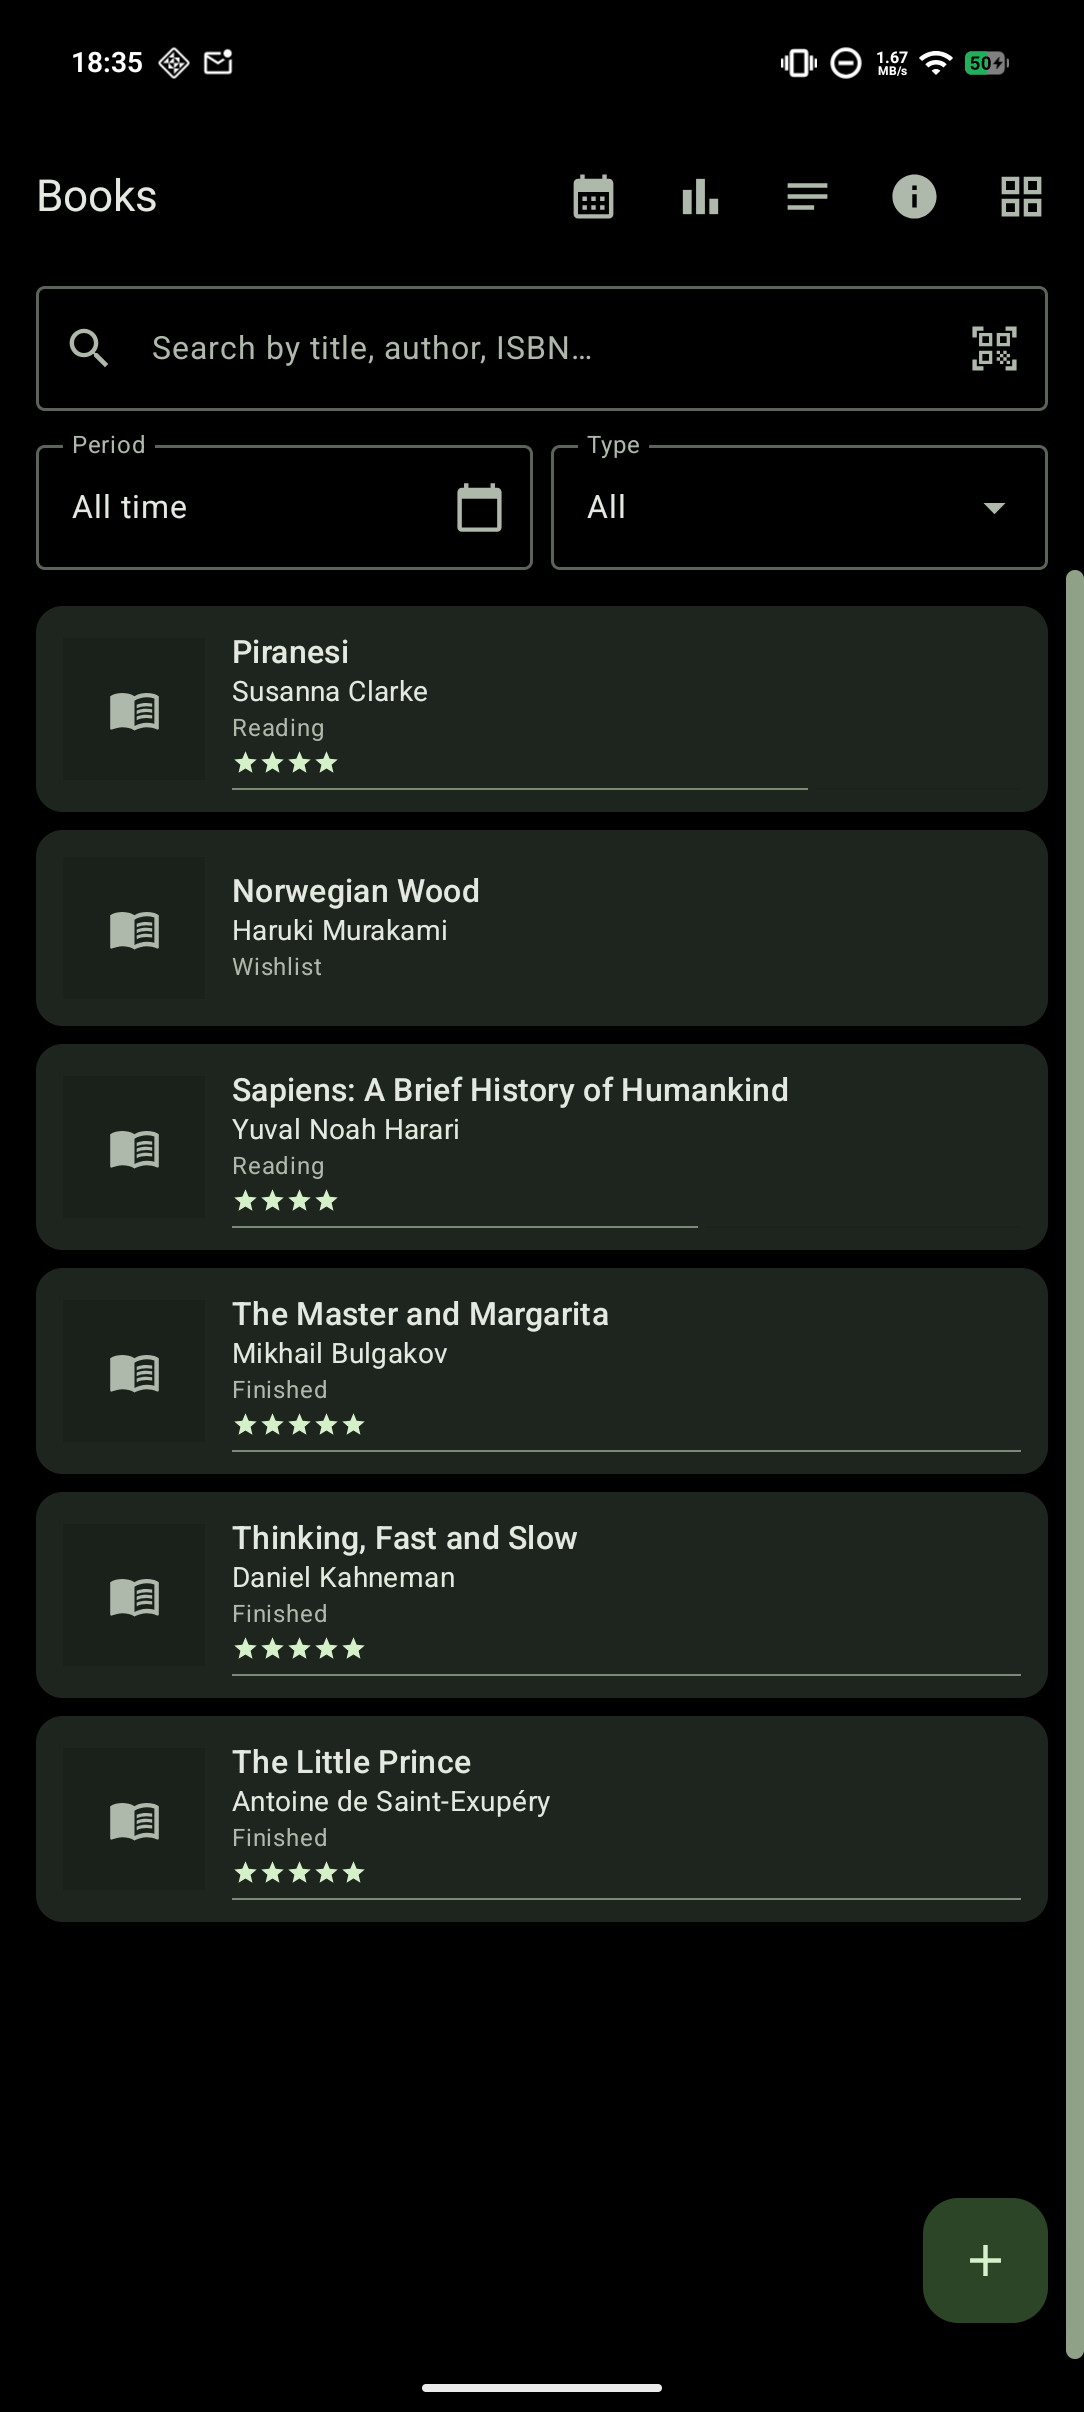 18:35
1.67
MB/s
50
Books
Search by title, author, ISBN...
Period
Type
All time
All
Piranesi
Susanna Clarke
Reading
Norwegian Wood
Haruki Murakami
Wishlist
Sapiens: A Brief History of Humankind
Yuval Noah Harari
Reading
The Master and Margarita
Mikhail Bulgakov
Finished
Thinking, Fast and Slow
Daniel Kahneman
Finished
The Little Prince
Antoine de Saint-Exupéry
Finished